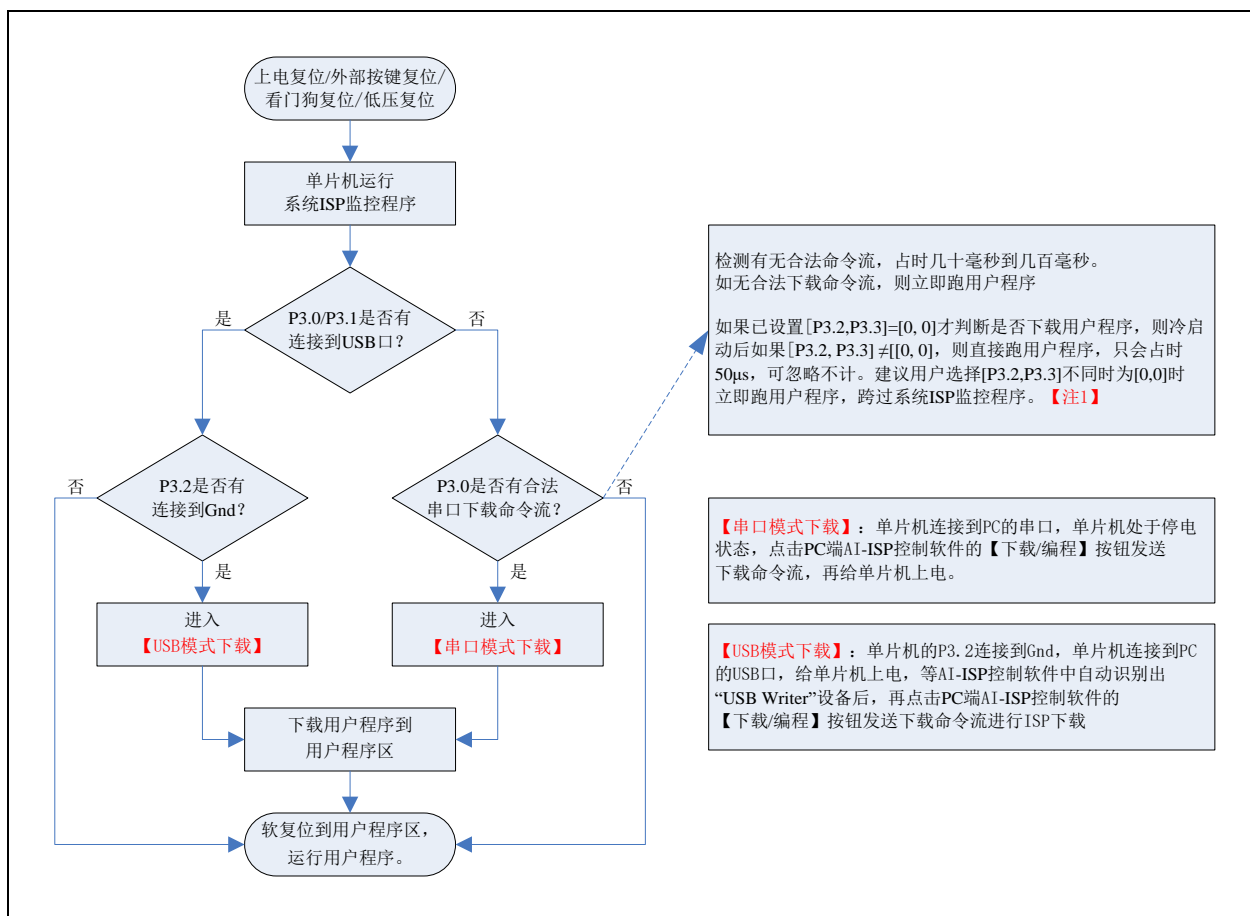 上电复位/外部按键复位/
看门狗复位/低压复位
单片机运行
系统ISP监控程序
P3.0/P3.1是否有
连接到USB口?
是
否
P3.2是否有
连接到Gnd?
否
是
P3.0是否有合法
串口下载命令流?
否
是
进入
【USB模式下载】
进入
【串口模式下载】
下载用户程序到
用户程序区
软复位到用户程序区，
运行用户程序。
检测有无合法命令流，占时几十毫秒到几百毫秒。
如无合法下载命令流，则立即跑用户程序
如果已设置[P3.2,P3.3]=[0, 0]才判断是否下载用户程序，则冷启
动后如果[P3.2, P3.3] ≠[[0, 0]，则直接跑用户程序，只会占时
50μs，可忽略不计。建议用户选择[P3.2,P3.3]不同时为[0,0]时
立即跑用户程序，跨过系统ISP监控程序。【注1】
【串口模式下载】：单片机连接到PC的串口，单片机处于停电
状态，点击PC端AI-ISP控制软件的【下载/编程】按钮发送
下载命令流，再给单片机上电。
【USB模式下载】：单片机的P3.2连接到Gnd，单片机连接到PC
的USB口，给单片机上电，等AI-ISP控制软件中自动识别出
“USB Writer”设备后，再点击PC端AI-ISP控制软件的
【下载/编程】按钮发送下载命令流进行ISP下载